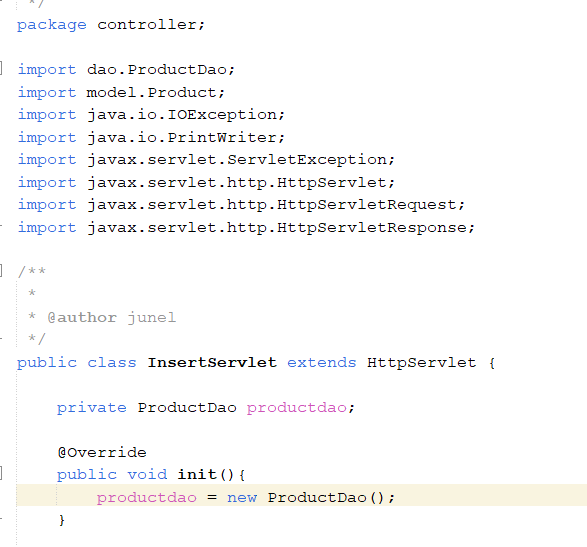 */
package controller;
import dao.ProductDao;
import model.Product;
import java.io.IOException;
import java.io.PrintWriter;
import javax.servlet.ServletException;
import javax.servlet.http.HttpServlet;
import javax.servlet.http.HttpServletRequest;
import javax.servlet.http.HttpServletResponse;
/**
*
* @author junel
*/
public class InsertServlet extends HttpServlet {
private ProductDao productdao;
@Override
public void init(){
productdao = new ProductDao();
}